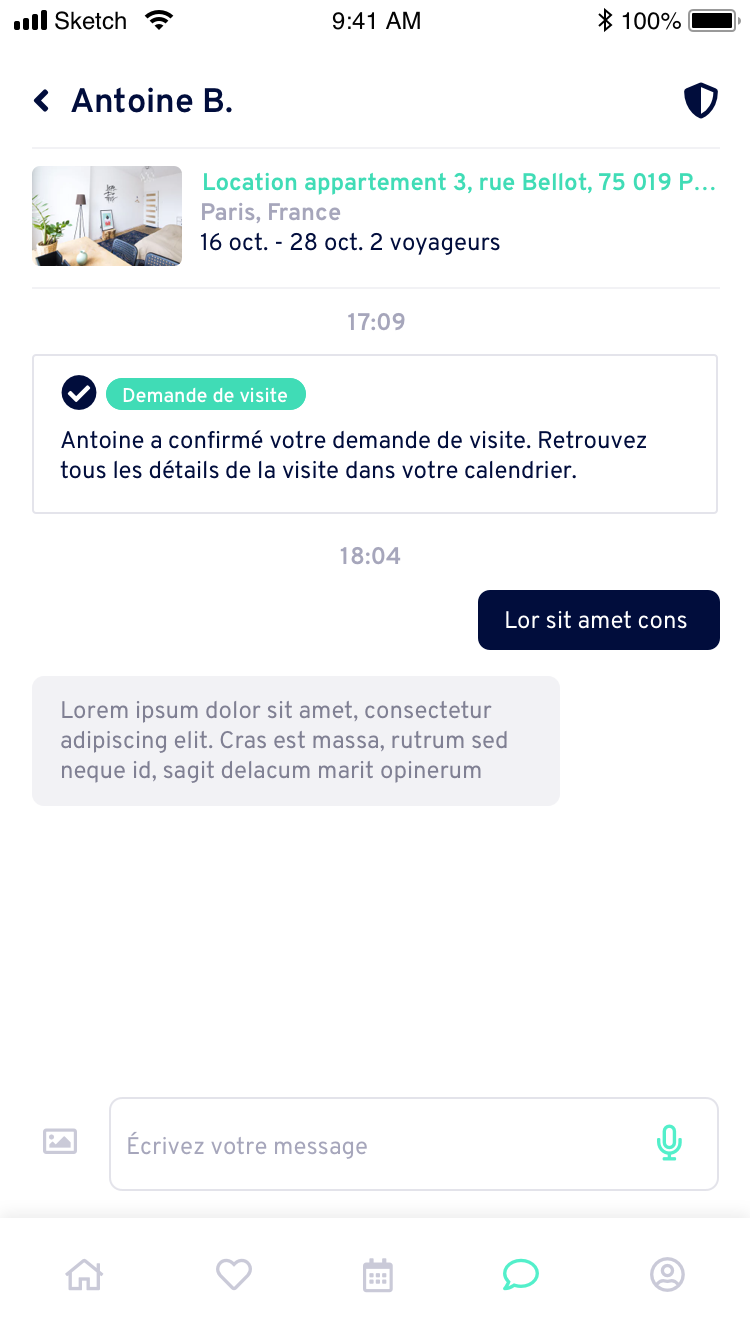 Sketch 9:41 AM 100%
Antoine B.
Location appartement 3, rue Bellot, 75 019 P...
Paris, France
16 oct. - 28 oct. 2 voyageurs
17:09
Demande de visite
Antoine a confirmé votre demande de visite. Retrouvez
tous les détails de la visite dans votre calendrier.
18:04
Lor sit amet cons
Lorem ipsum dolor sit amet, consectetur
adipiscing elit. Cras est massa, rutrum sed
neque id, sagit delacum marit opinerum
Écrivez votre message